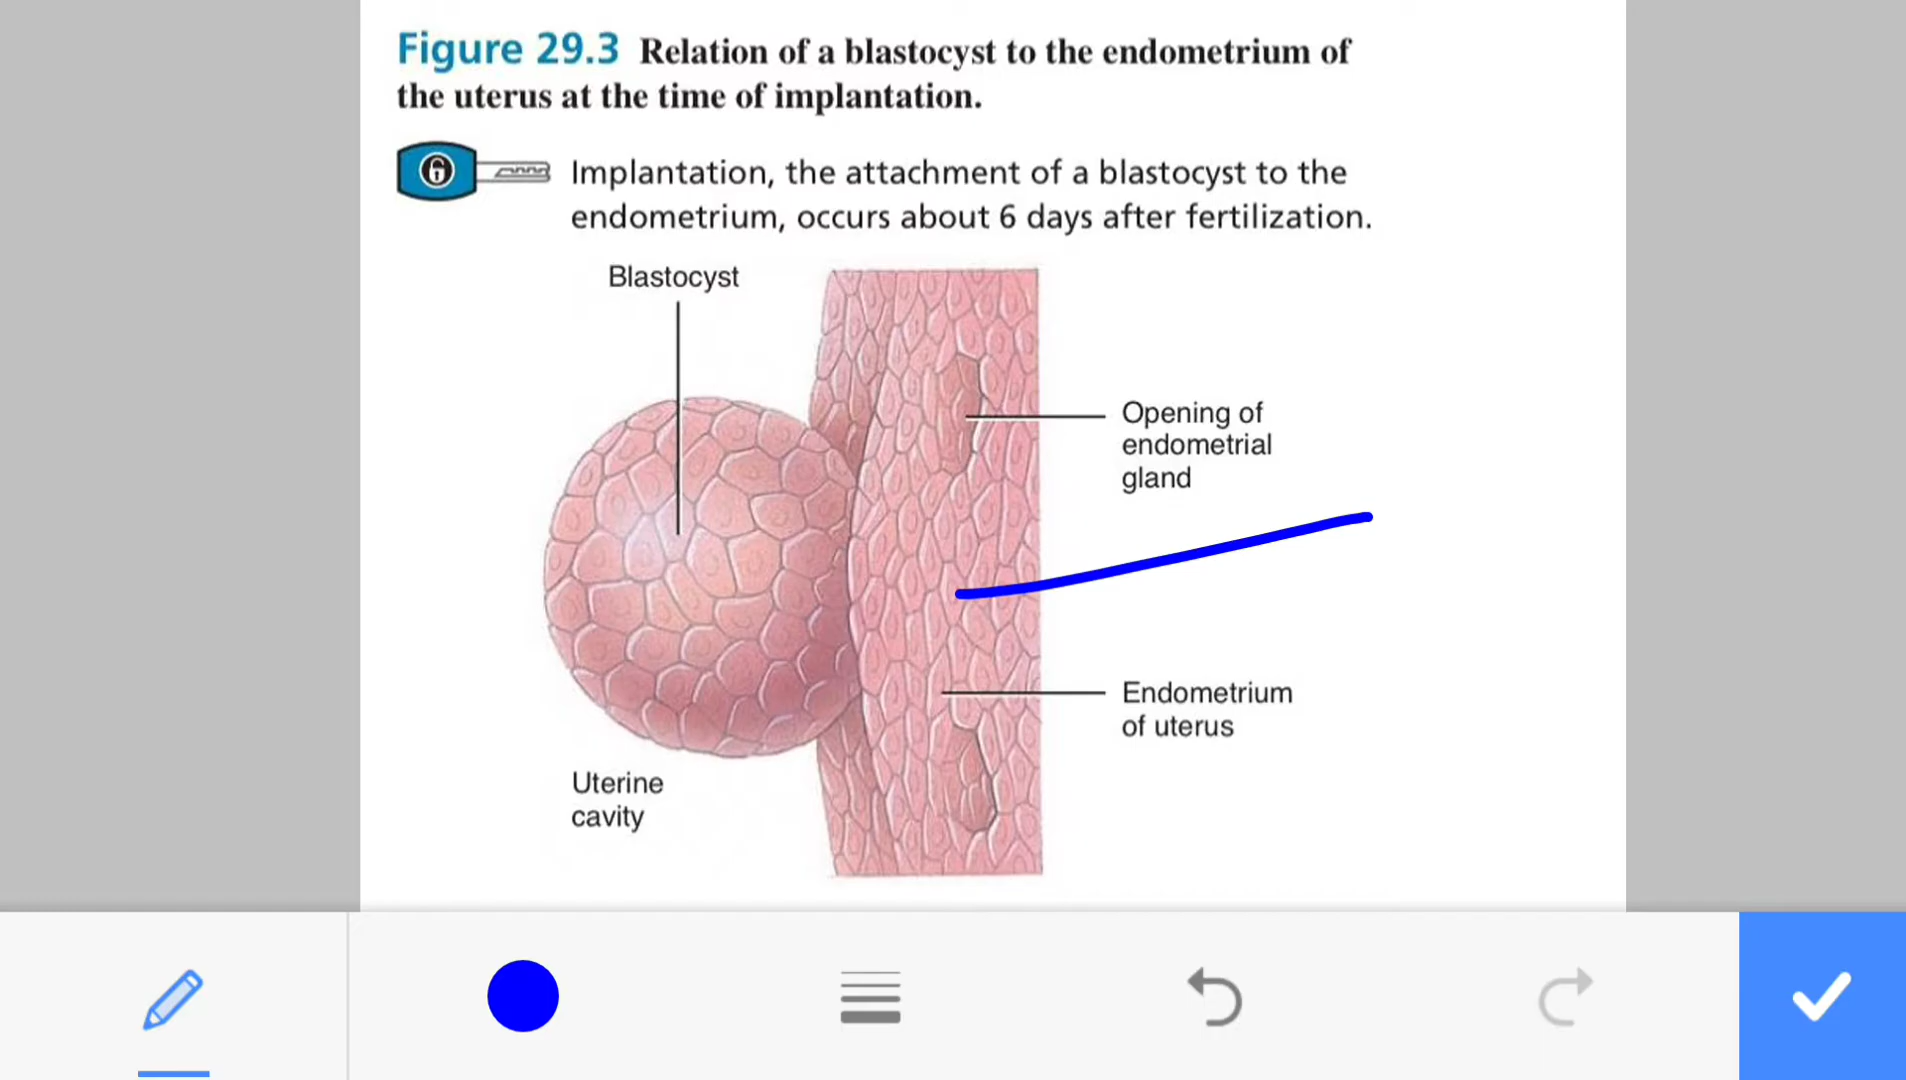 Figure 29.3 Relation of a blastocyst to the endometrium of
the uterus at the time of implantation.
Implantation, the attachment of a blastocyst to the
endometrium, occurs about 6 days after fertilization.
Blastocyst
Opening of
endometrial
gland
Endometrium
of uterus
Uterine
cavity